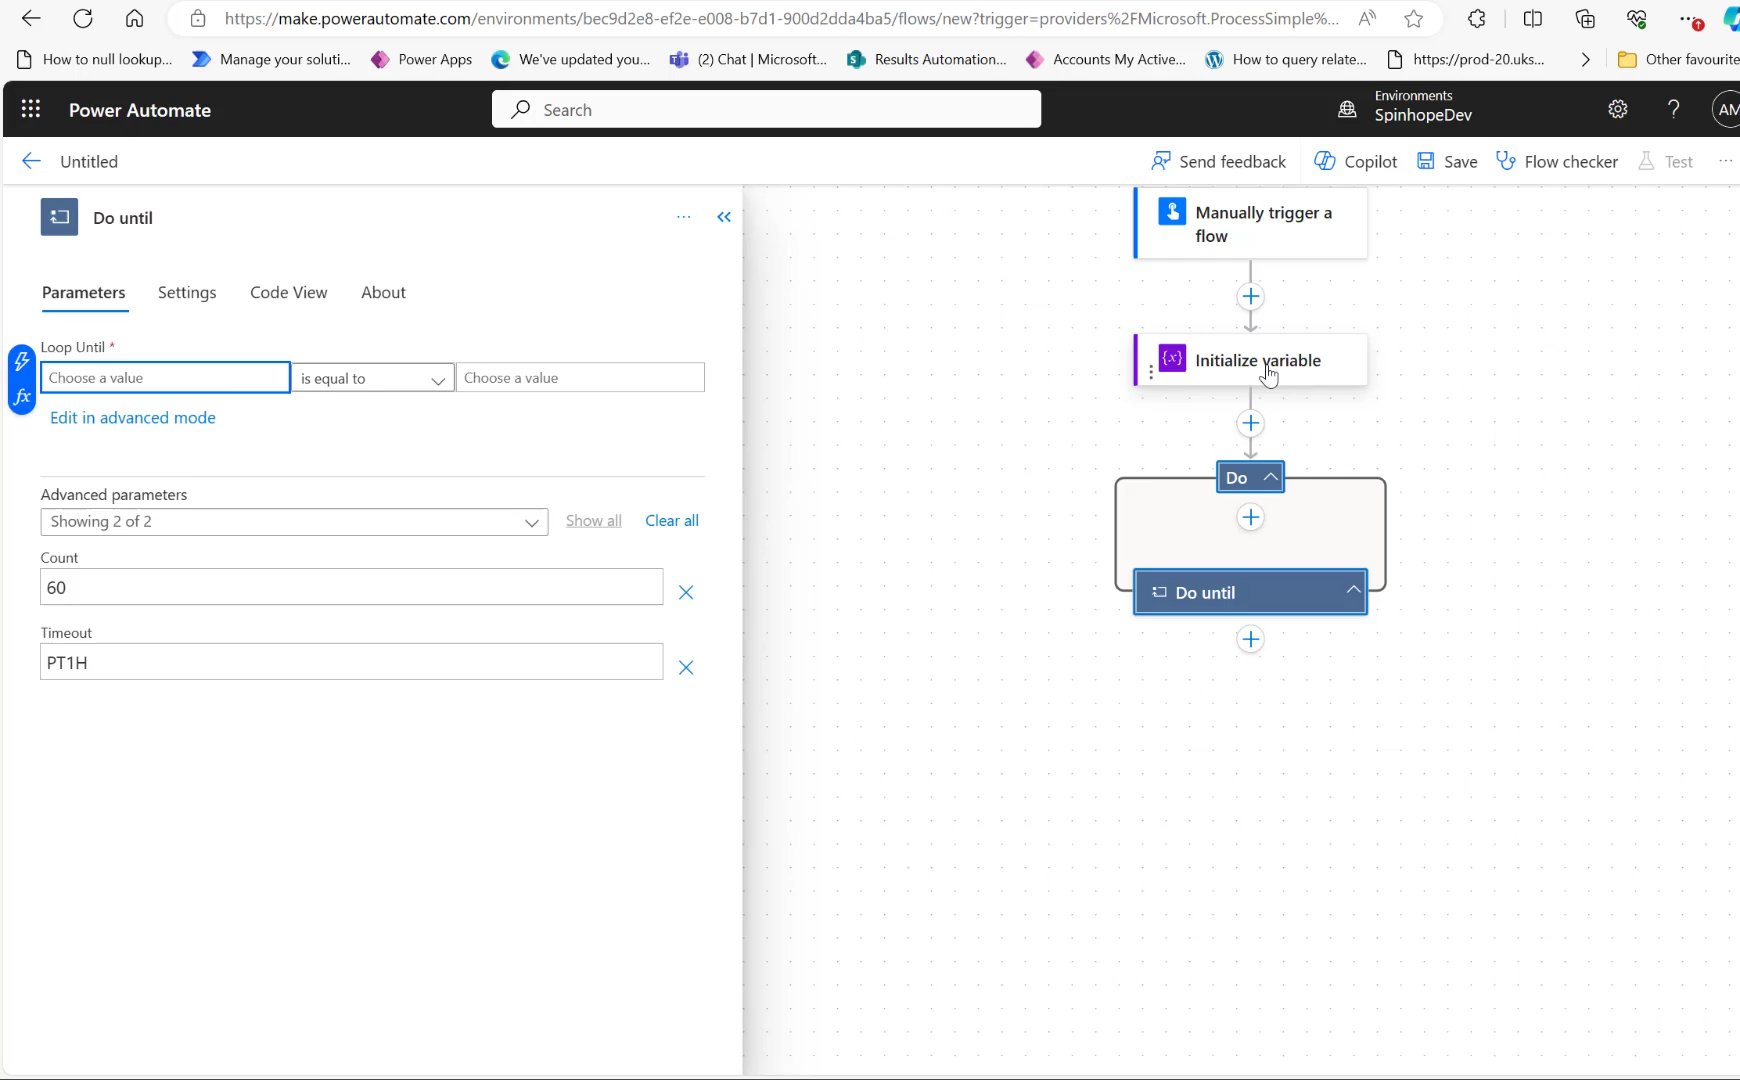 https://make.powerautomate.com/environments/bec9d2e8-ef2e-e008-b7d1-900d2dda4ba5/flows/new?trigger=providers%2FMicrosoft.ProcessSimple%...
How to null lookup...
Manage your soluti...
Power Apps
We've updated you...
(2) Chat | Microsoft...
Results Automation...
Accounts My Active...
How to query relate...
https://prod-20.uks...
Other favourite
Power Automate
Search
Environments
SpinhopeDev
AM
Untitled
Send feedback
Copilot
Save
Flow checker
Test
Do until
Parameters
Settings
Code View
About
Loop Until *
Choose a value
is equal to
Choose a value
fx
Edit in advanced mode
Advanced parameters
Showing 2 of 2
Show all
Clear all
Count
60
Timeout
PT1H
Manually trigger a
flow
{x}
Initialize variable
Do
Do until